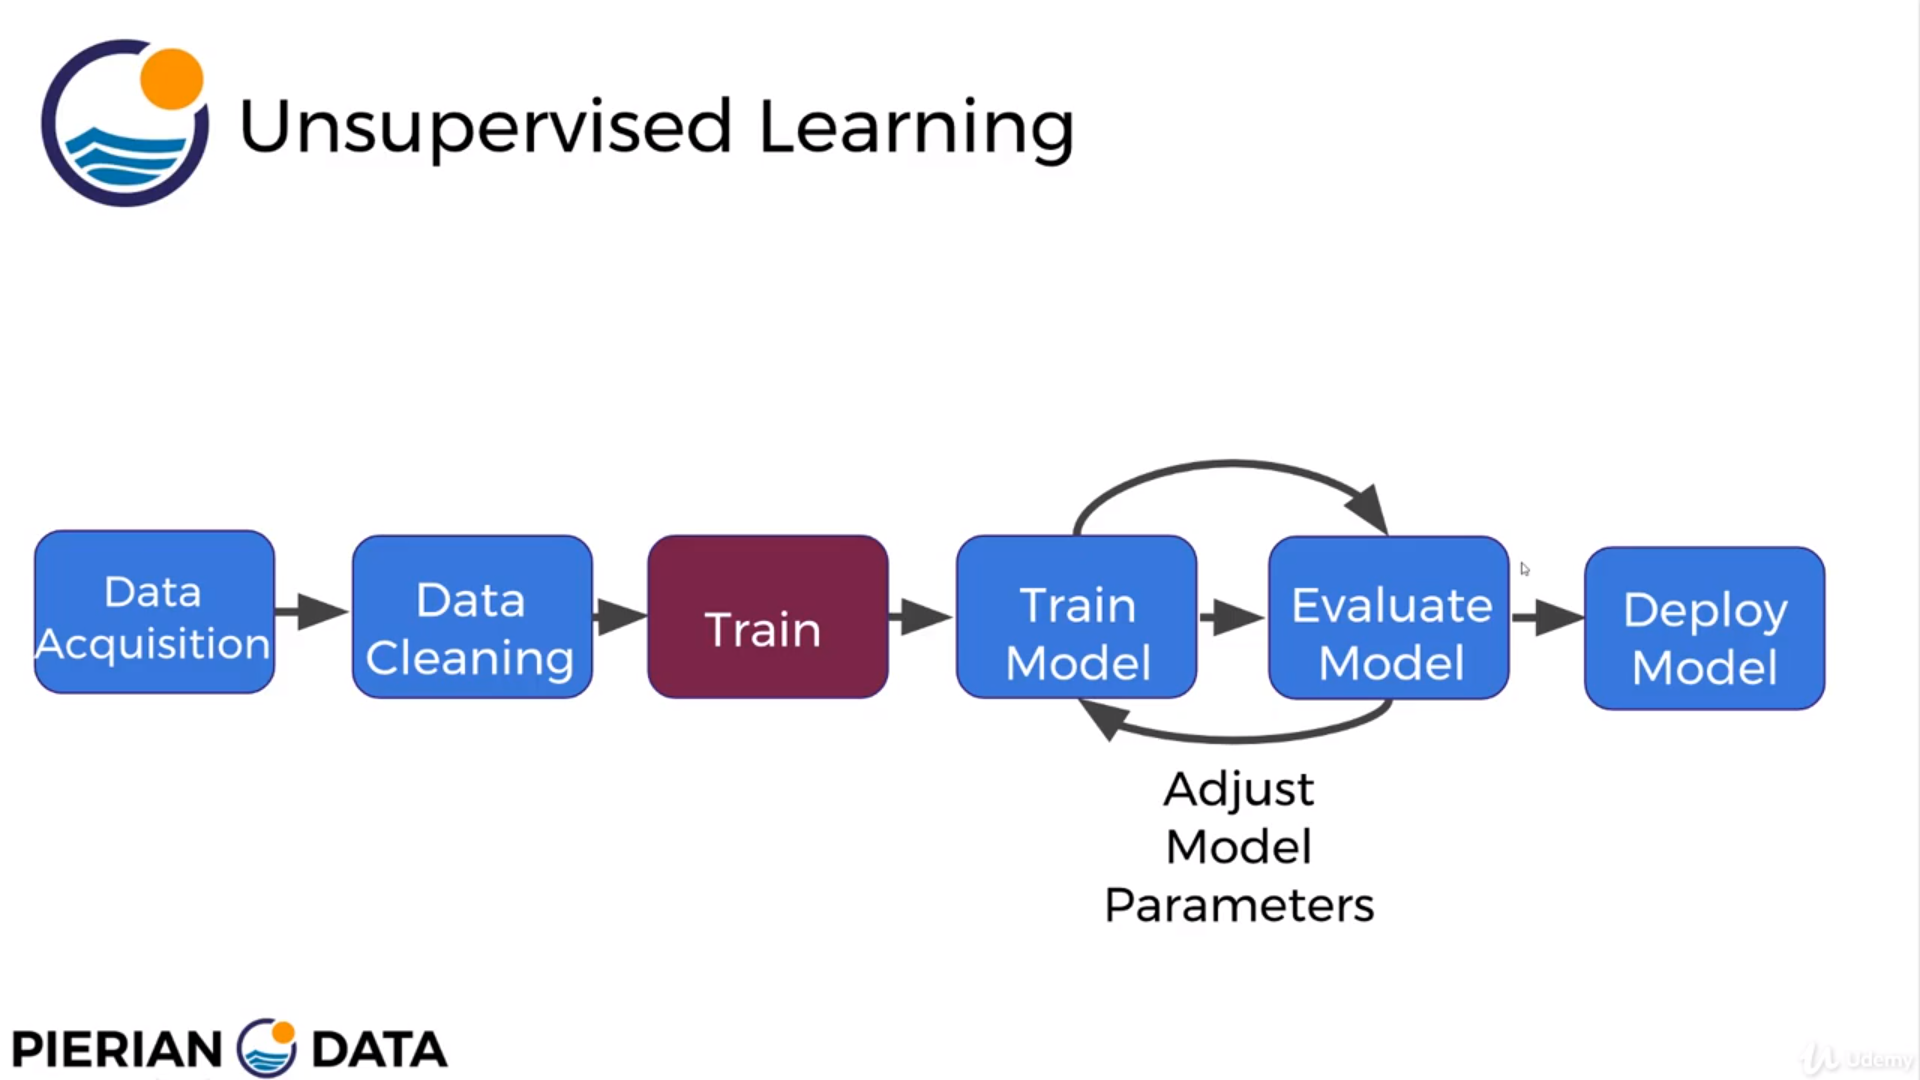 Unsupervised Learning
Data
Acquisition
Data
Cleaning
Train
Train
Model
Evaluate
Model
Deploy
Model
Adjust
Model
Parameters
PIERIAN DATA
Udemy